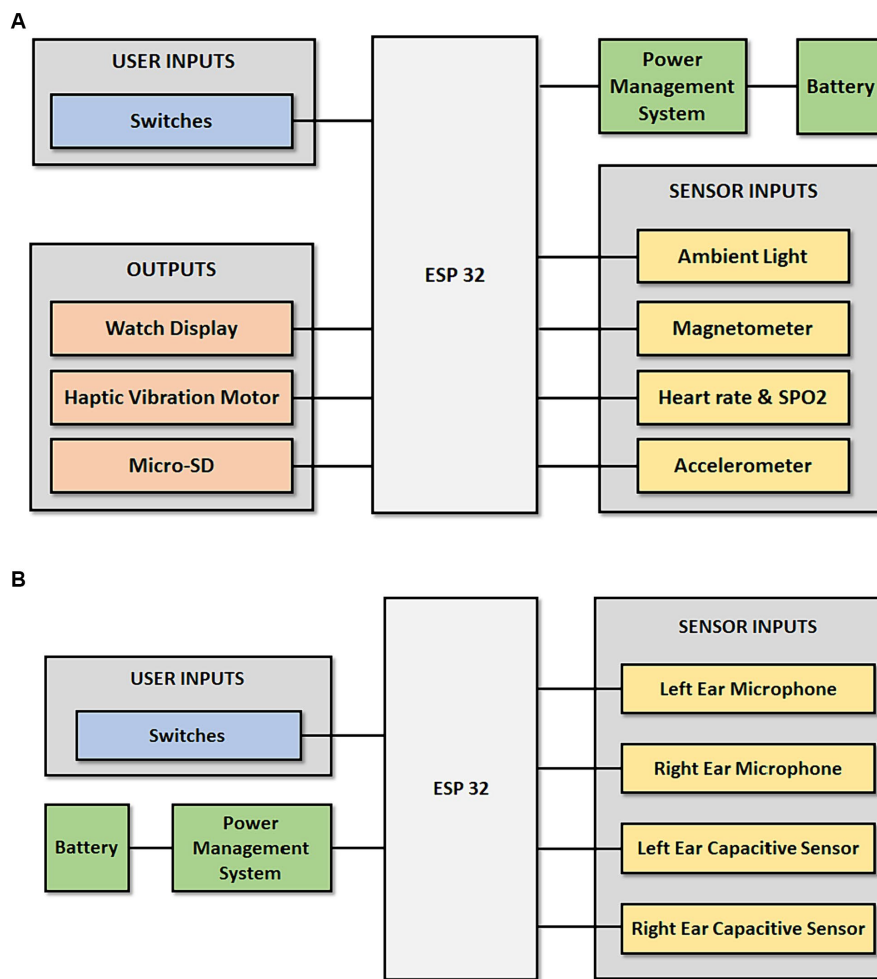 A
USER INPUTS
Switches
OUTPUTS
Watch Display
Haptic Vibration Motor
Micro-SD
ESP 32
Power
Management
System
Battery
SENSOR INPUTS
Ambient Light
Magnetometer
Heart rate & SPO2
Accelerometer
B
USER INPUTS
Switches
Battery
Power
Management
System
ESP 32
SENSOR INPUTS
Left Ear Microphone
Right Ear Microphone
Left Ear Capacitive Sensor
Right Ear Capacitive Sensor